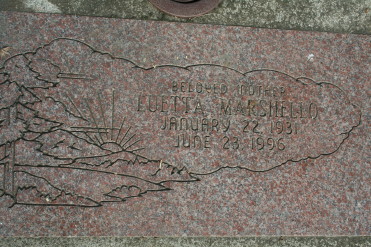 BELOVED MOTHER
LUETTA MARSHELLO
JANUARY 22, 1931
JUNE 23, 1996